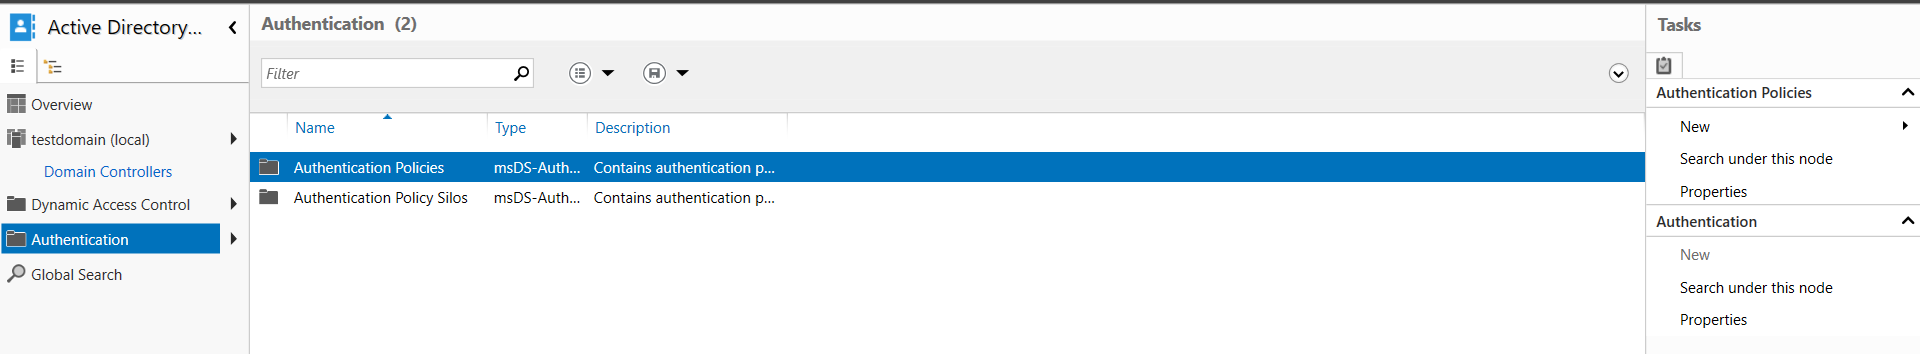 Active Directory...
Overview
testdomain (local)
Domain Controllers
Dynamic Access Control
Authentication
Global Search
Authentication (2)
Filter
Name Type Description
Authentication Policies msDS-Auth... Contains authentication p...
Authentication Policy Silos msDS-Auth... Contains authentication p...
Tasks
Authentication Policies
New
Search under this node
Properties
Authentication
New
Search under this node
Properties